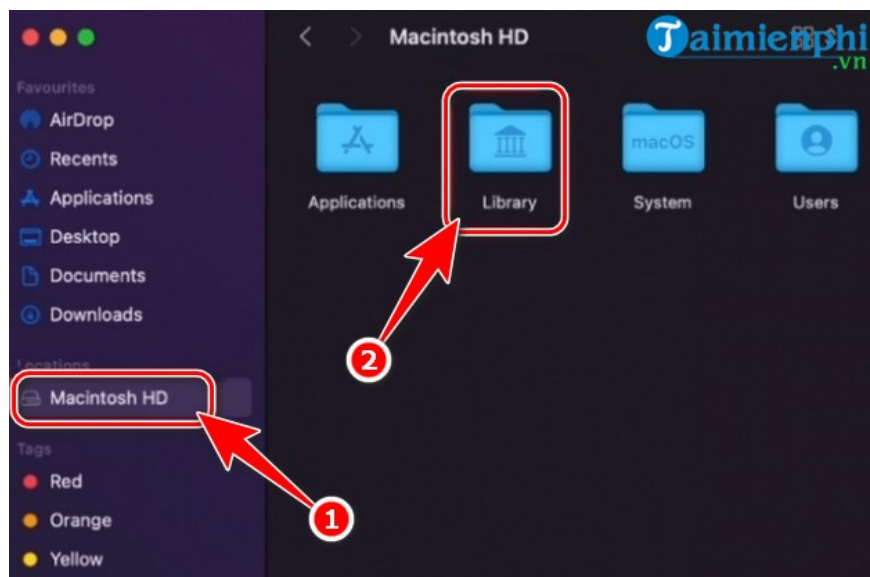 Macintosh HD
Taimienphi
.vn
Favourites
AirDrop
Recents
Applications
Desktop
Documents
Downloads
Locations
Macintosh HD
Tags
Red
Orange
Yellow
Applications
Library
macOS
System
Users
2
1